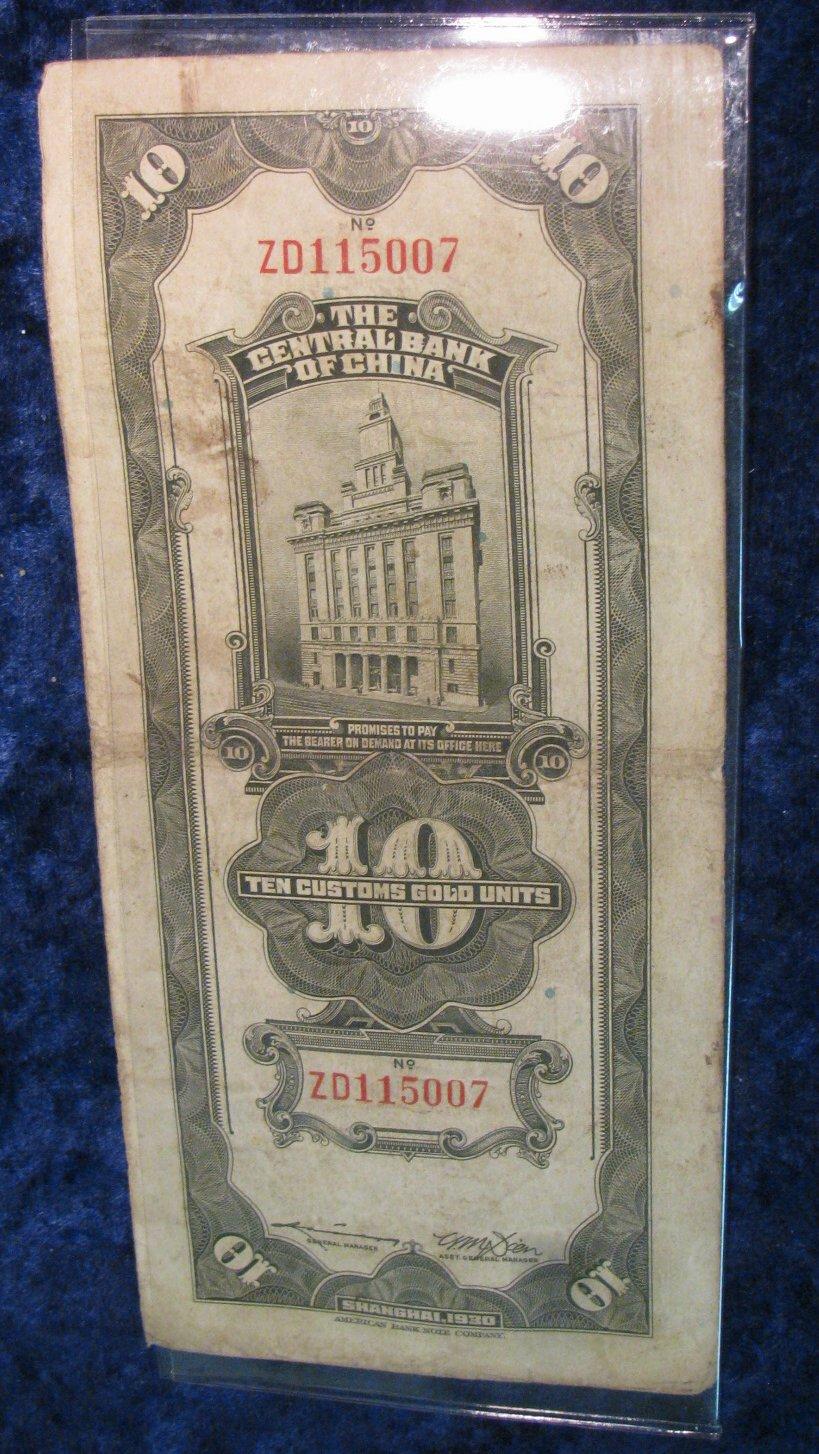 10
10
10
Nº
ZD115007
THE
CENTRAL BANK
OF CHINA
PROMISES TO PAY
THE BEARER ON DEMAND AT ITS OFFICE HERE
10
10
10
TEN CUSTOMS GOLD UNITS
Nº
ZD115007
GENERAL MANAGER
ASST. GENERAL MANAGER
10
10
SHANGHAI, 1930
AMERICAN BANK NOTE COMPANY.